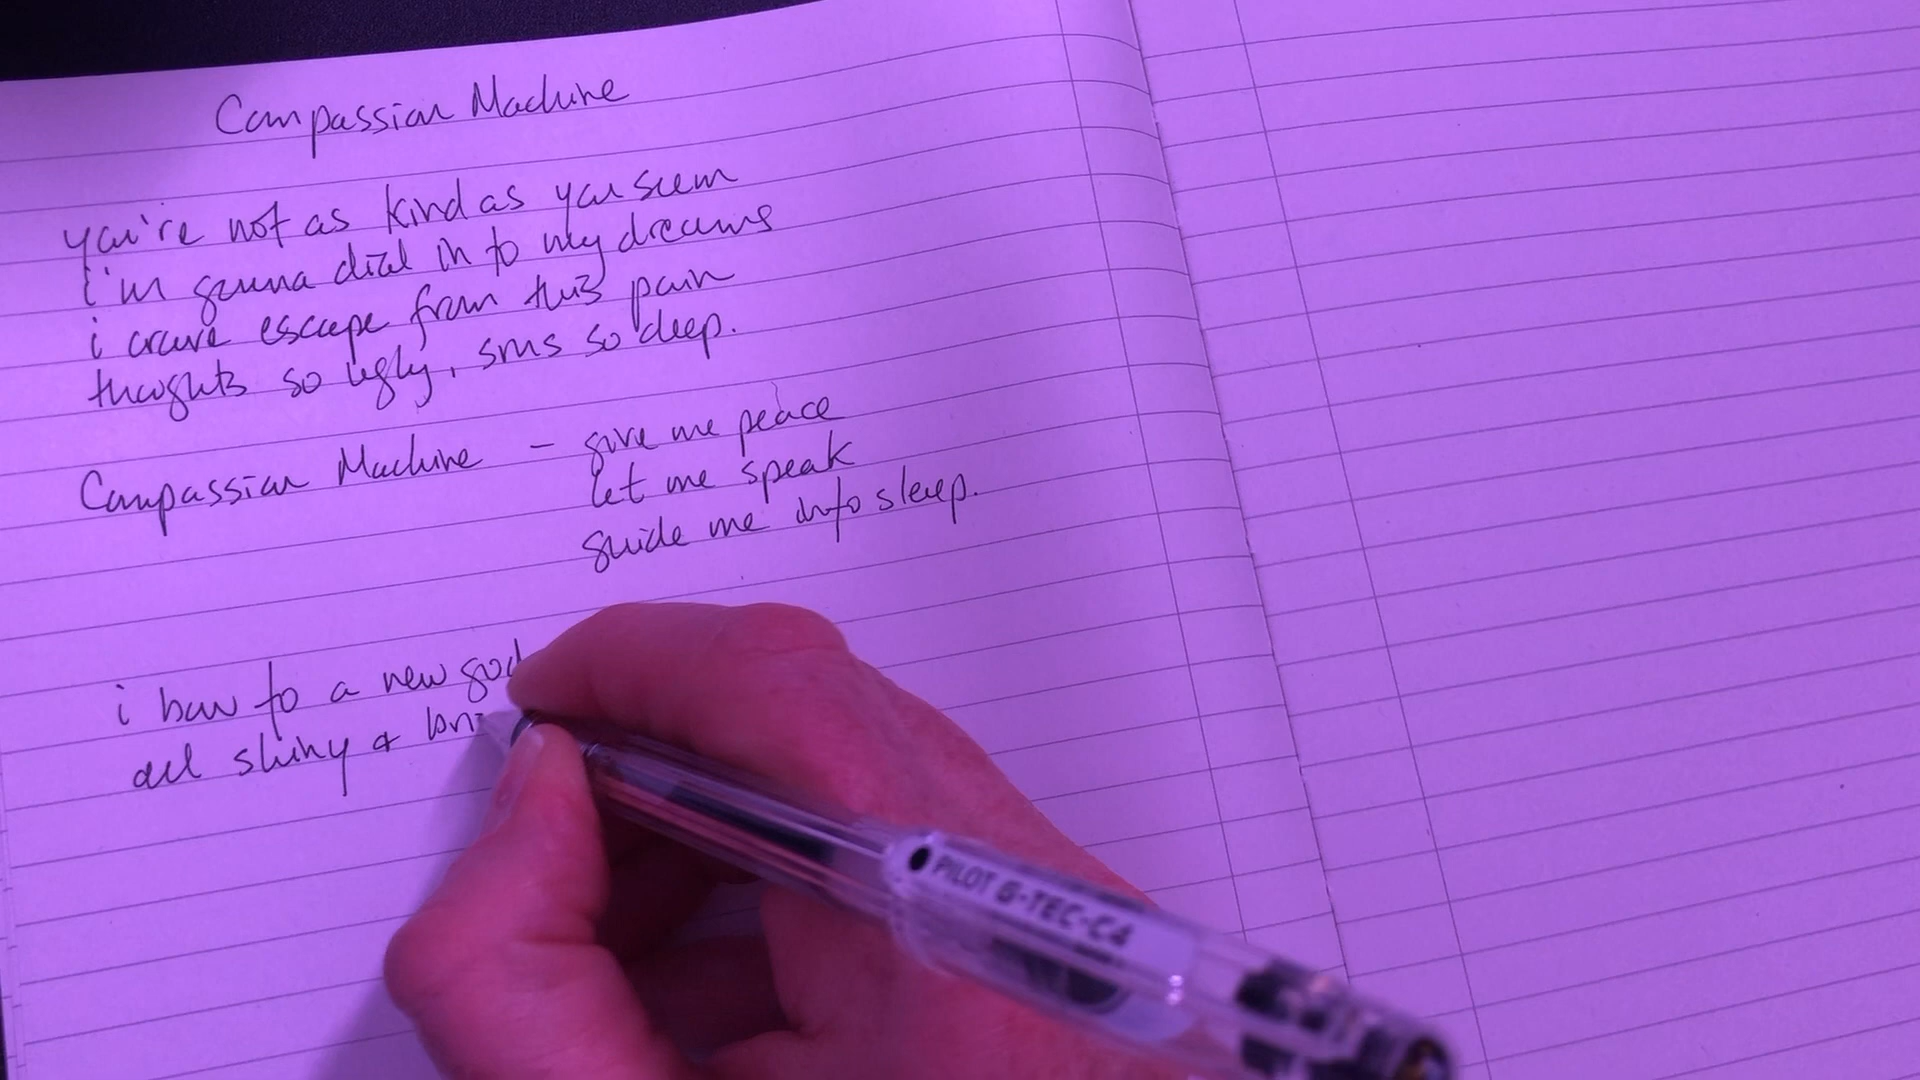 Compassion Machine
you're not as kind as you seem
i'm gonna dial in to my dreams
i crave escape from this pain
thoughts so ugly, sins so deep.
Compassion Machine - give me peace
let me speak
guide me into sleep.
i bow to a new god
all shiny &
PILOT G-TEC-C4